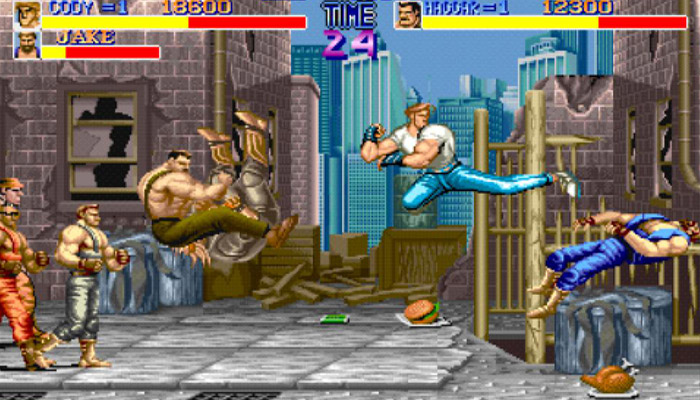 CODY =1 18600
TIME
HAGGAR=1 12300
JAKE
24